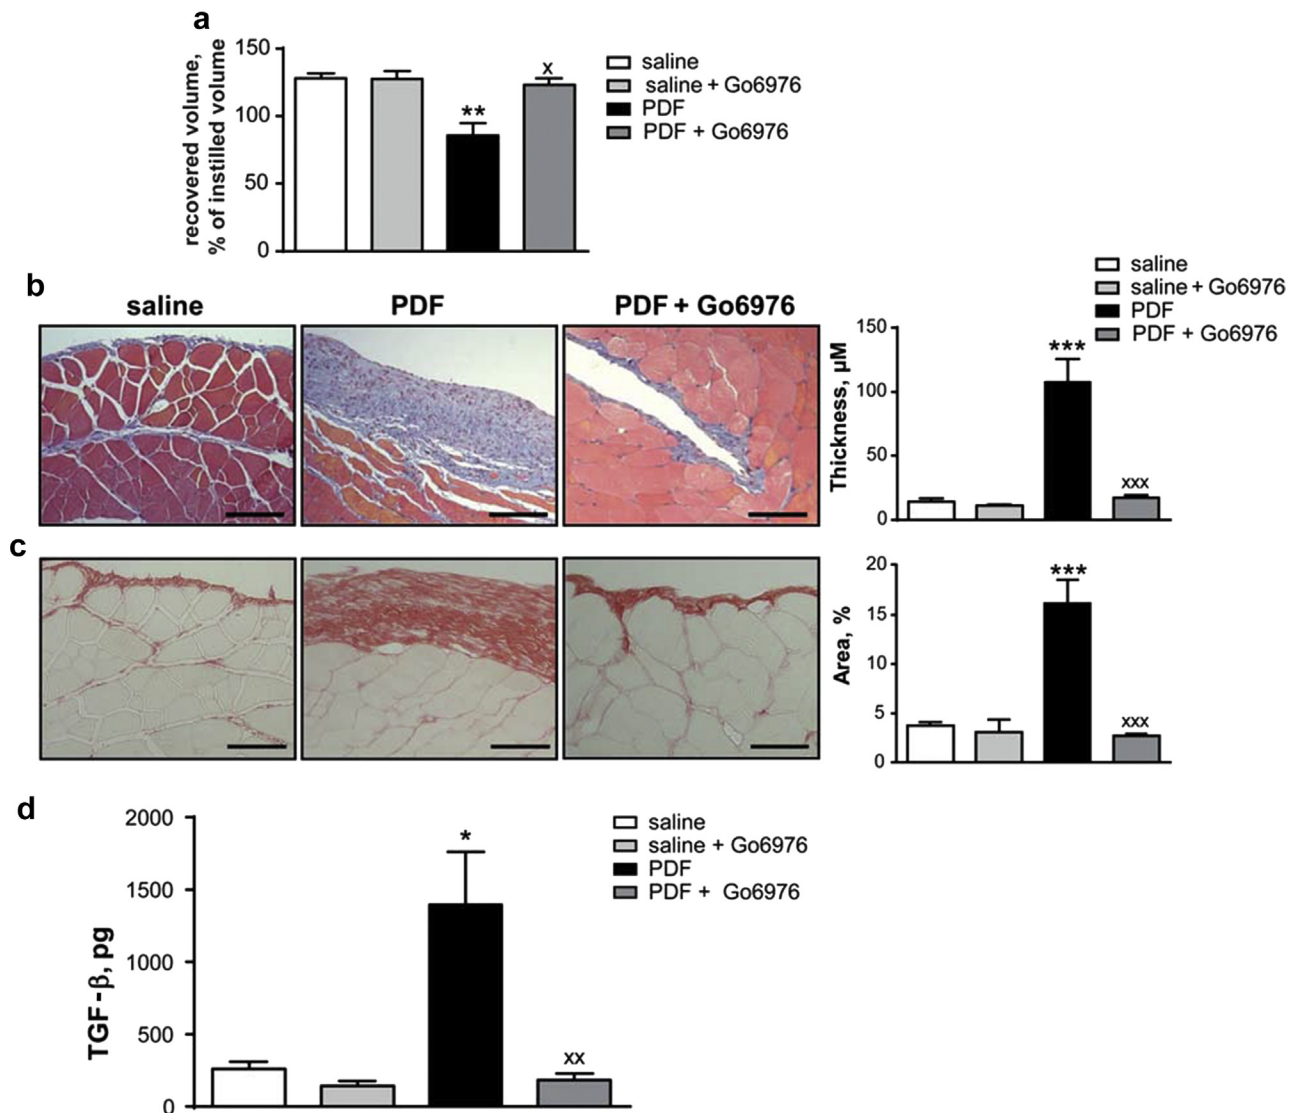 a
recovered volume,
% of instilled volume
150
100
50
0
**
x
saline
saline + Go6976
PDF
PDF + Go6976
b
saline
PDF
PDF + Go6976
Thickness, µM
150
100
50
0
***
xxx
saline
saline + Go6976
PDF
PDF + Go6976
c
Area, %
20
15
10
5
0
***
xxx
d
TGF-β, pg
2000
1500
1000
500
0
*
xx
saline
saline + Go6976
PDF
PDF + Go6976